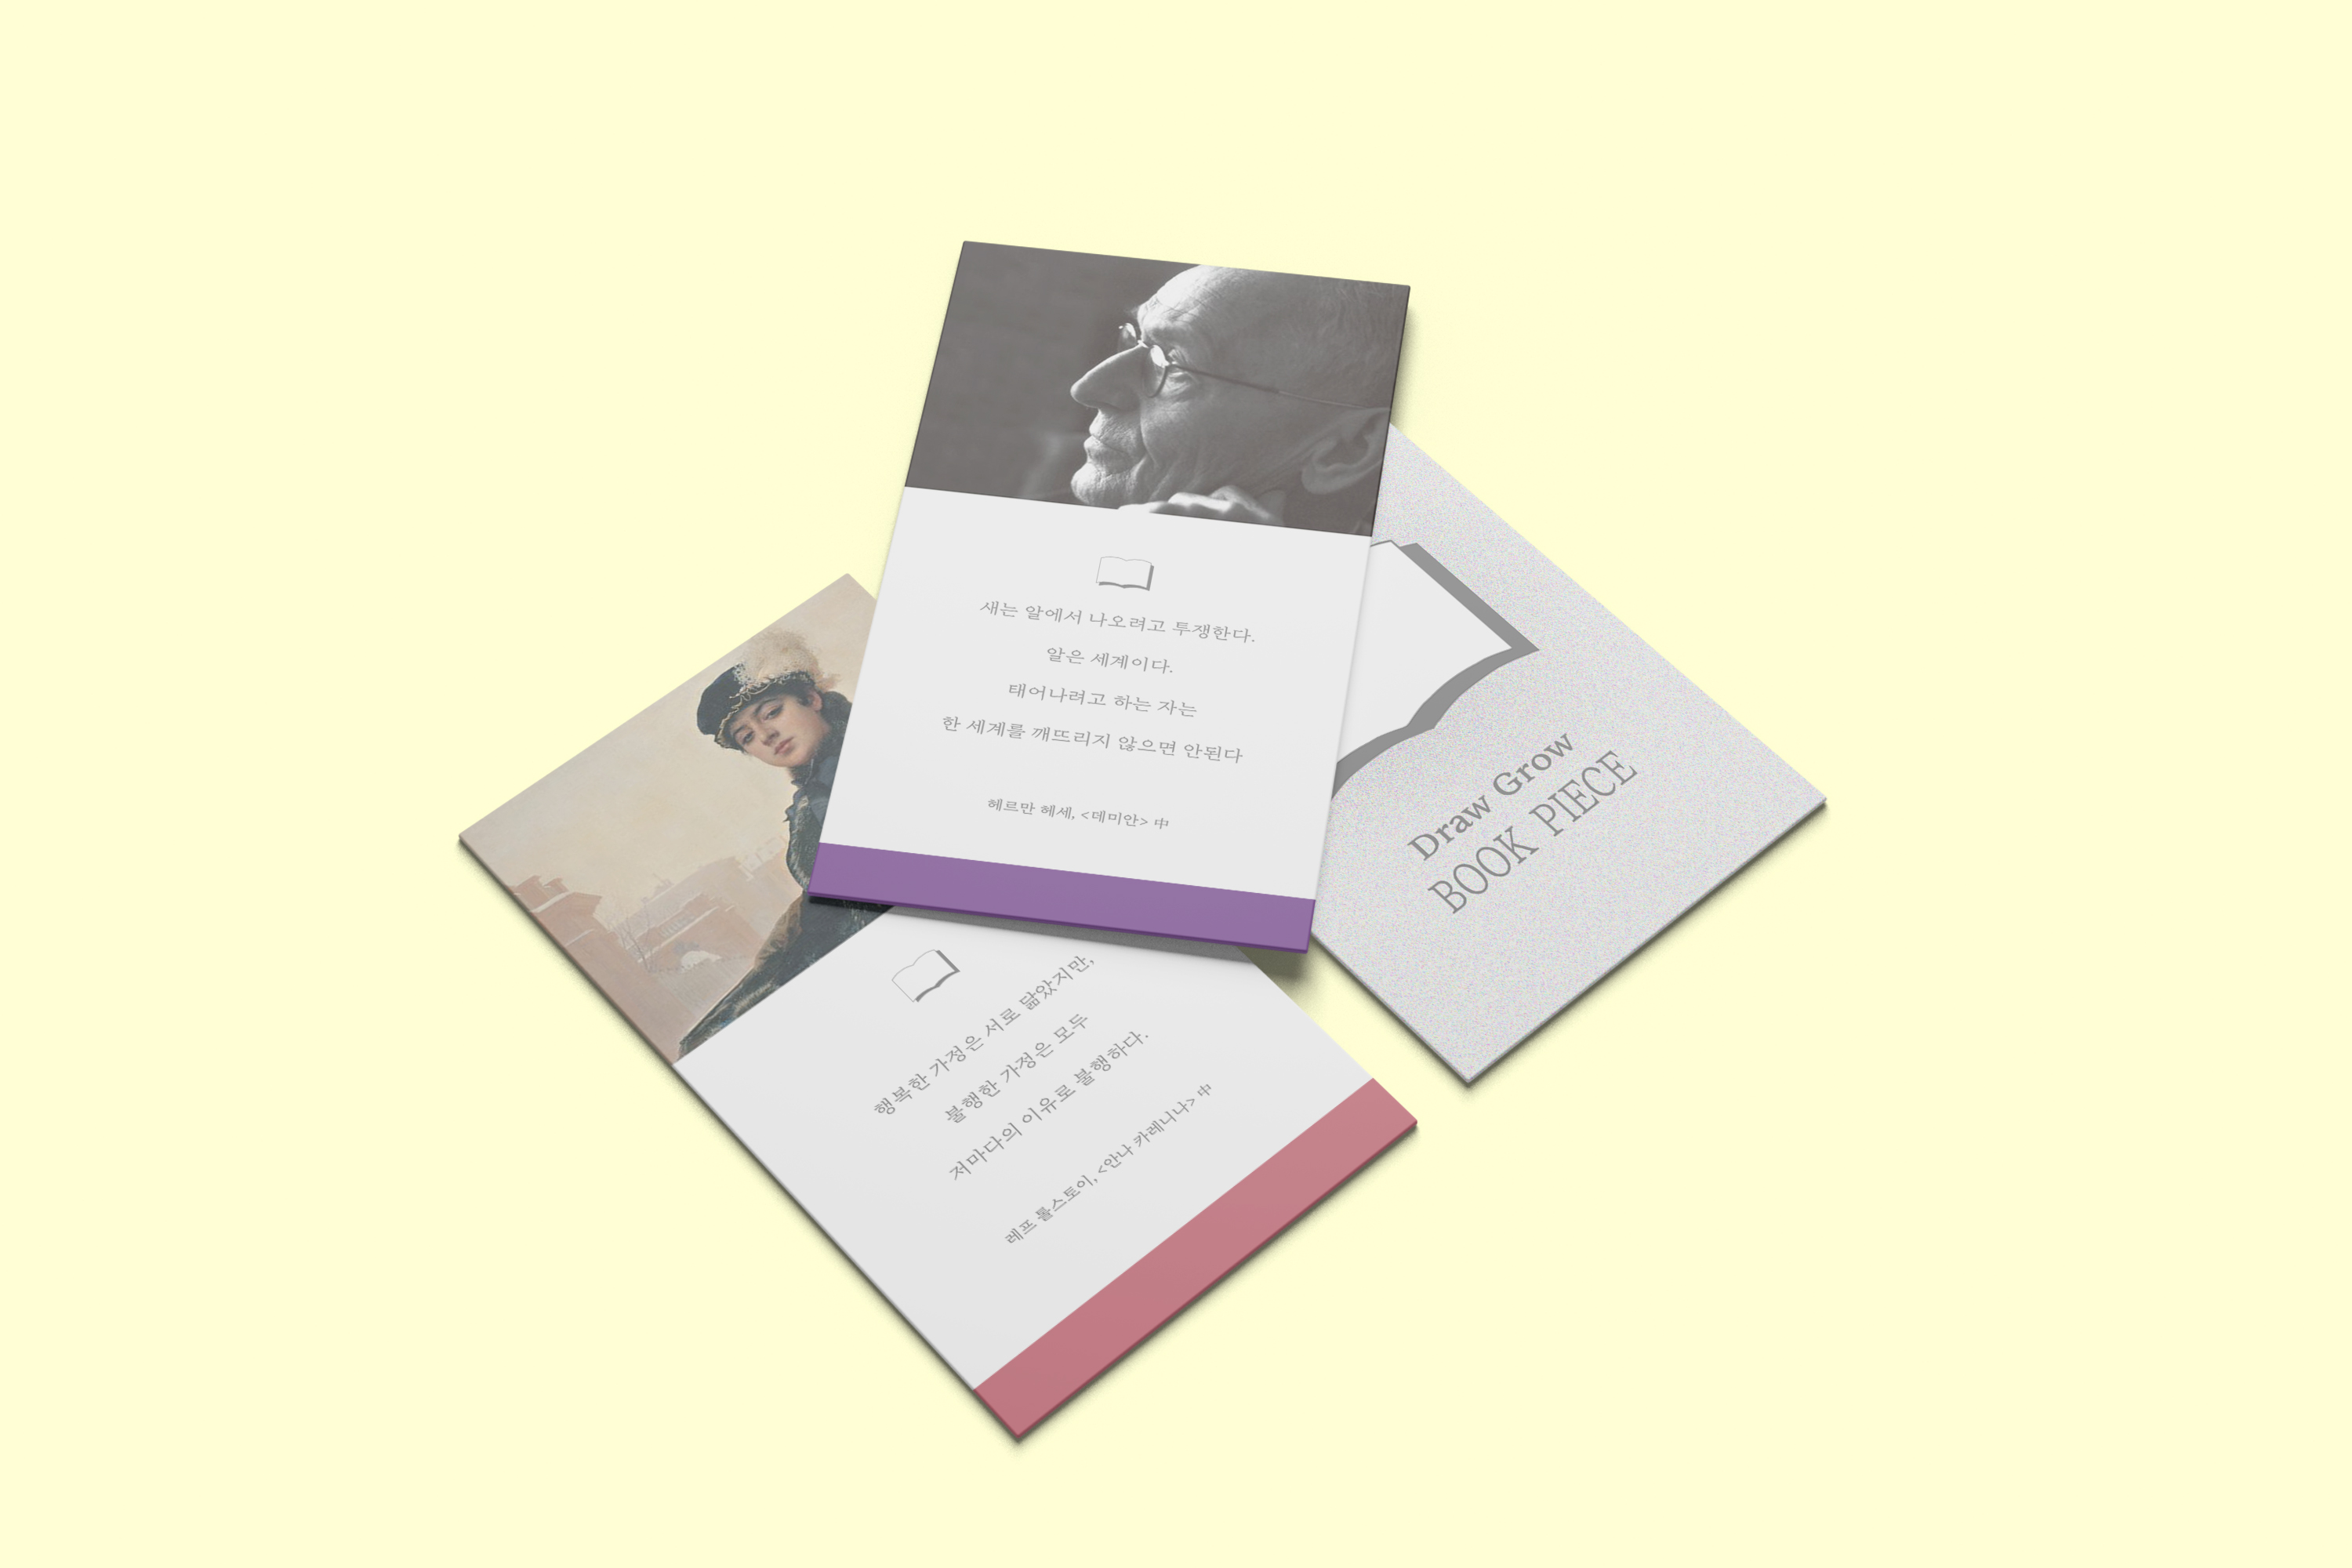 새는 알에서 나오려고 투쟁한다.
알은 세계이다.
태어나려고 하는 자는
한 세계를 깨뜨리지 않으면 안된다
헤르만 헤세, <데미안> 中
행복한 가정은 서로 닮았지만,
불행한 가정은 모두
저마다의 이유로 불행하다.
레프 톨스토이, <안나 카레니나> 中
Draw Grow
BOOK PIECE